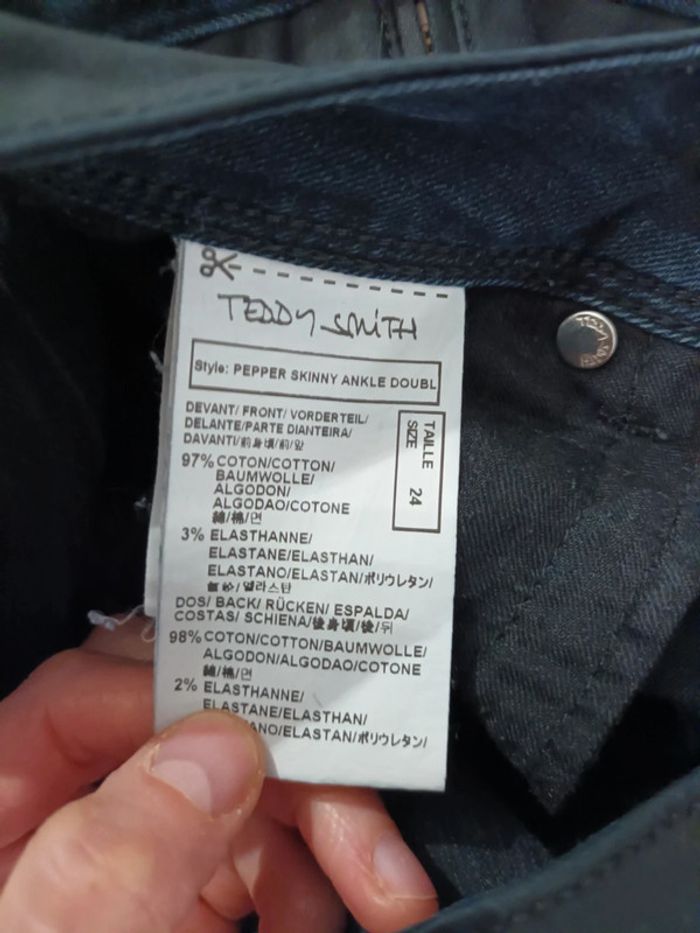 TEDDY SMITH
Style: PEPPER SKINNY ANKLE DOUBL
DEVANT/ FRONT/ VORDERTEIL/
DELANTE/PARTE DIANTEIRA/
DAVANTI/前身頃/前/앞
TAILLE
SIZE
24
97% COTON/COTTON/
BAUMWOLLE/
ALGODON/
ALGODAO/COTONE
綿/棉/면
3% ELASTHANNE/
ELASTANE/ELASTHAN/
ELASTANO/ELASTAN/ポリウレタン/
엘라스탄
DOS/ BACK/ RÜCKEN/ ESPALDA/
COSTAS/ SCHIENA/後身頃/後/뒤
98% COTON/COTTON/BAUMWOLLE/
ALGODON/ALGODAO/COTONE
綿/棉/면
2% ELASTHANNE/
ELASTANE/ELASTHAN/
ANO/ELASTAN/ポリウレタン/